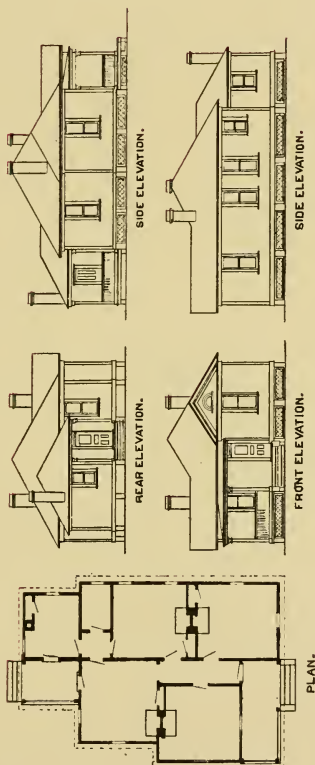 SIDE ELEVATION.
SIDE ELEVATION.
REAR ELEVATION.
FRONT ELEVATION.
PLAN.